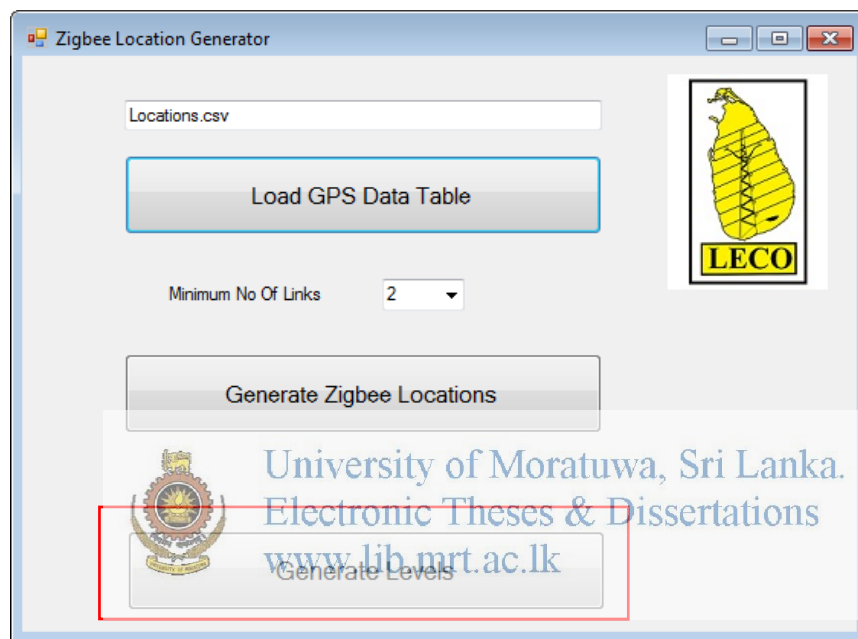 Zigbee Location Generator
Locations.csv
Load GPS Data Table
LECO
Minimum No Of Links 2
Generate Zigbee Locations
University of Moratuwa, Sri Lanka.
Electronic Theses & Dissertations
www.lib.mrt.ac.lk
Generate Levels